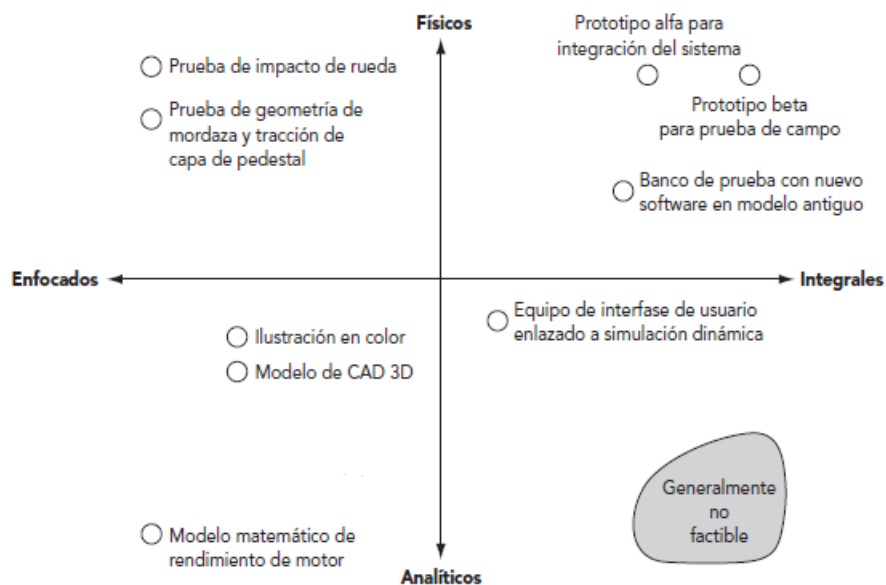 Físicos
Prototipo alfa para
integración del sistema
Prueba de impacto de rueda
Prueba de geometría de
mordaza y tracción de
capa de pedestal
Prototipo beta
para prueba de campo
Banco de prueba con nuevo
software en modelo antiguo
Enfocados
Integrales
Equipo de interfase de usuario
enlazado a simulación dinámica
Ilustración en color
Modelo de CAD 3D
Generalmente
no
factible
Modelo matemático de
rendimiento de motor
Analíticos